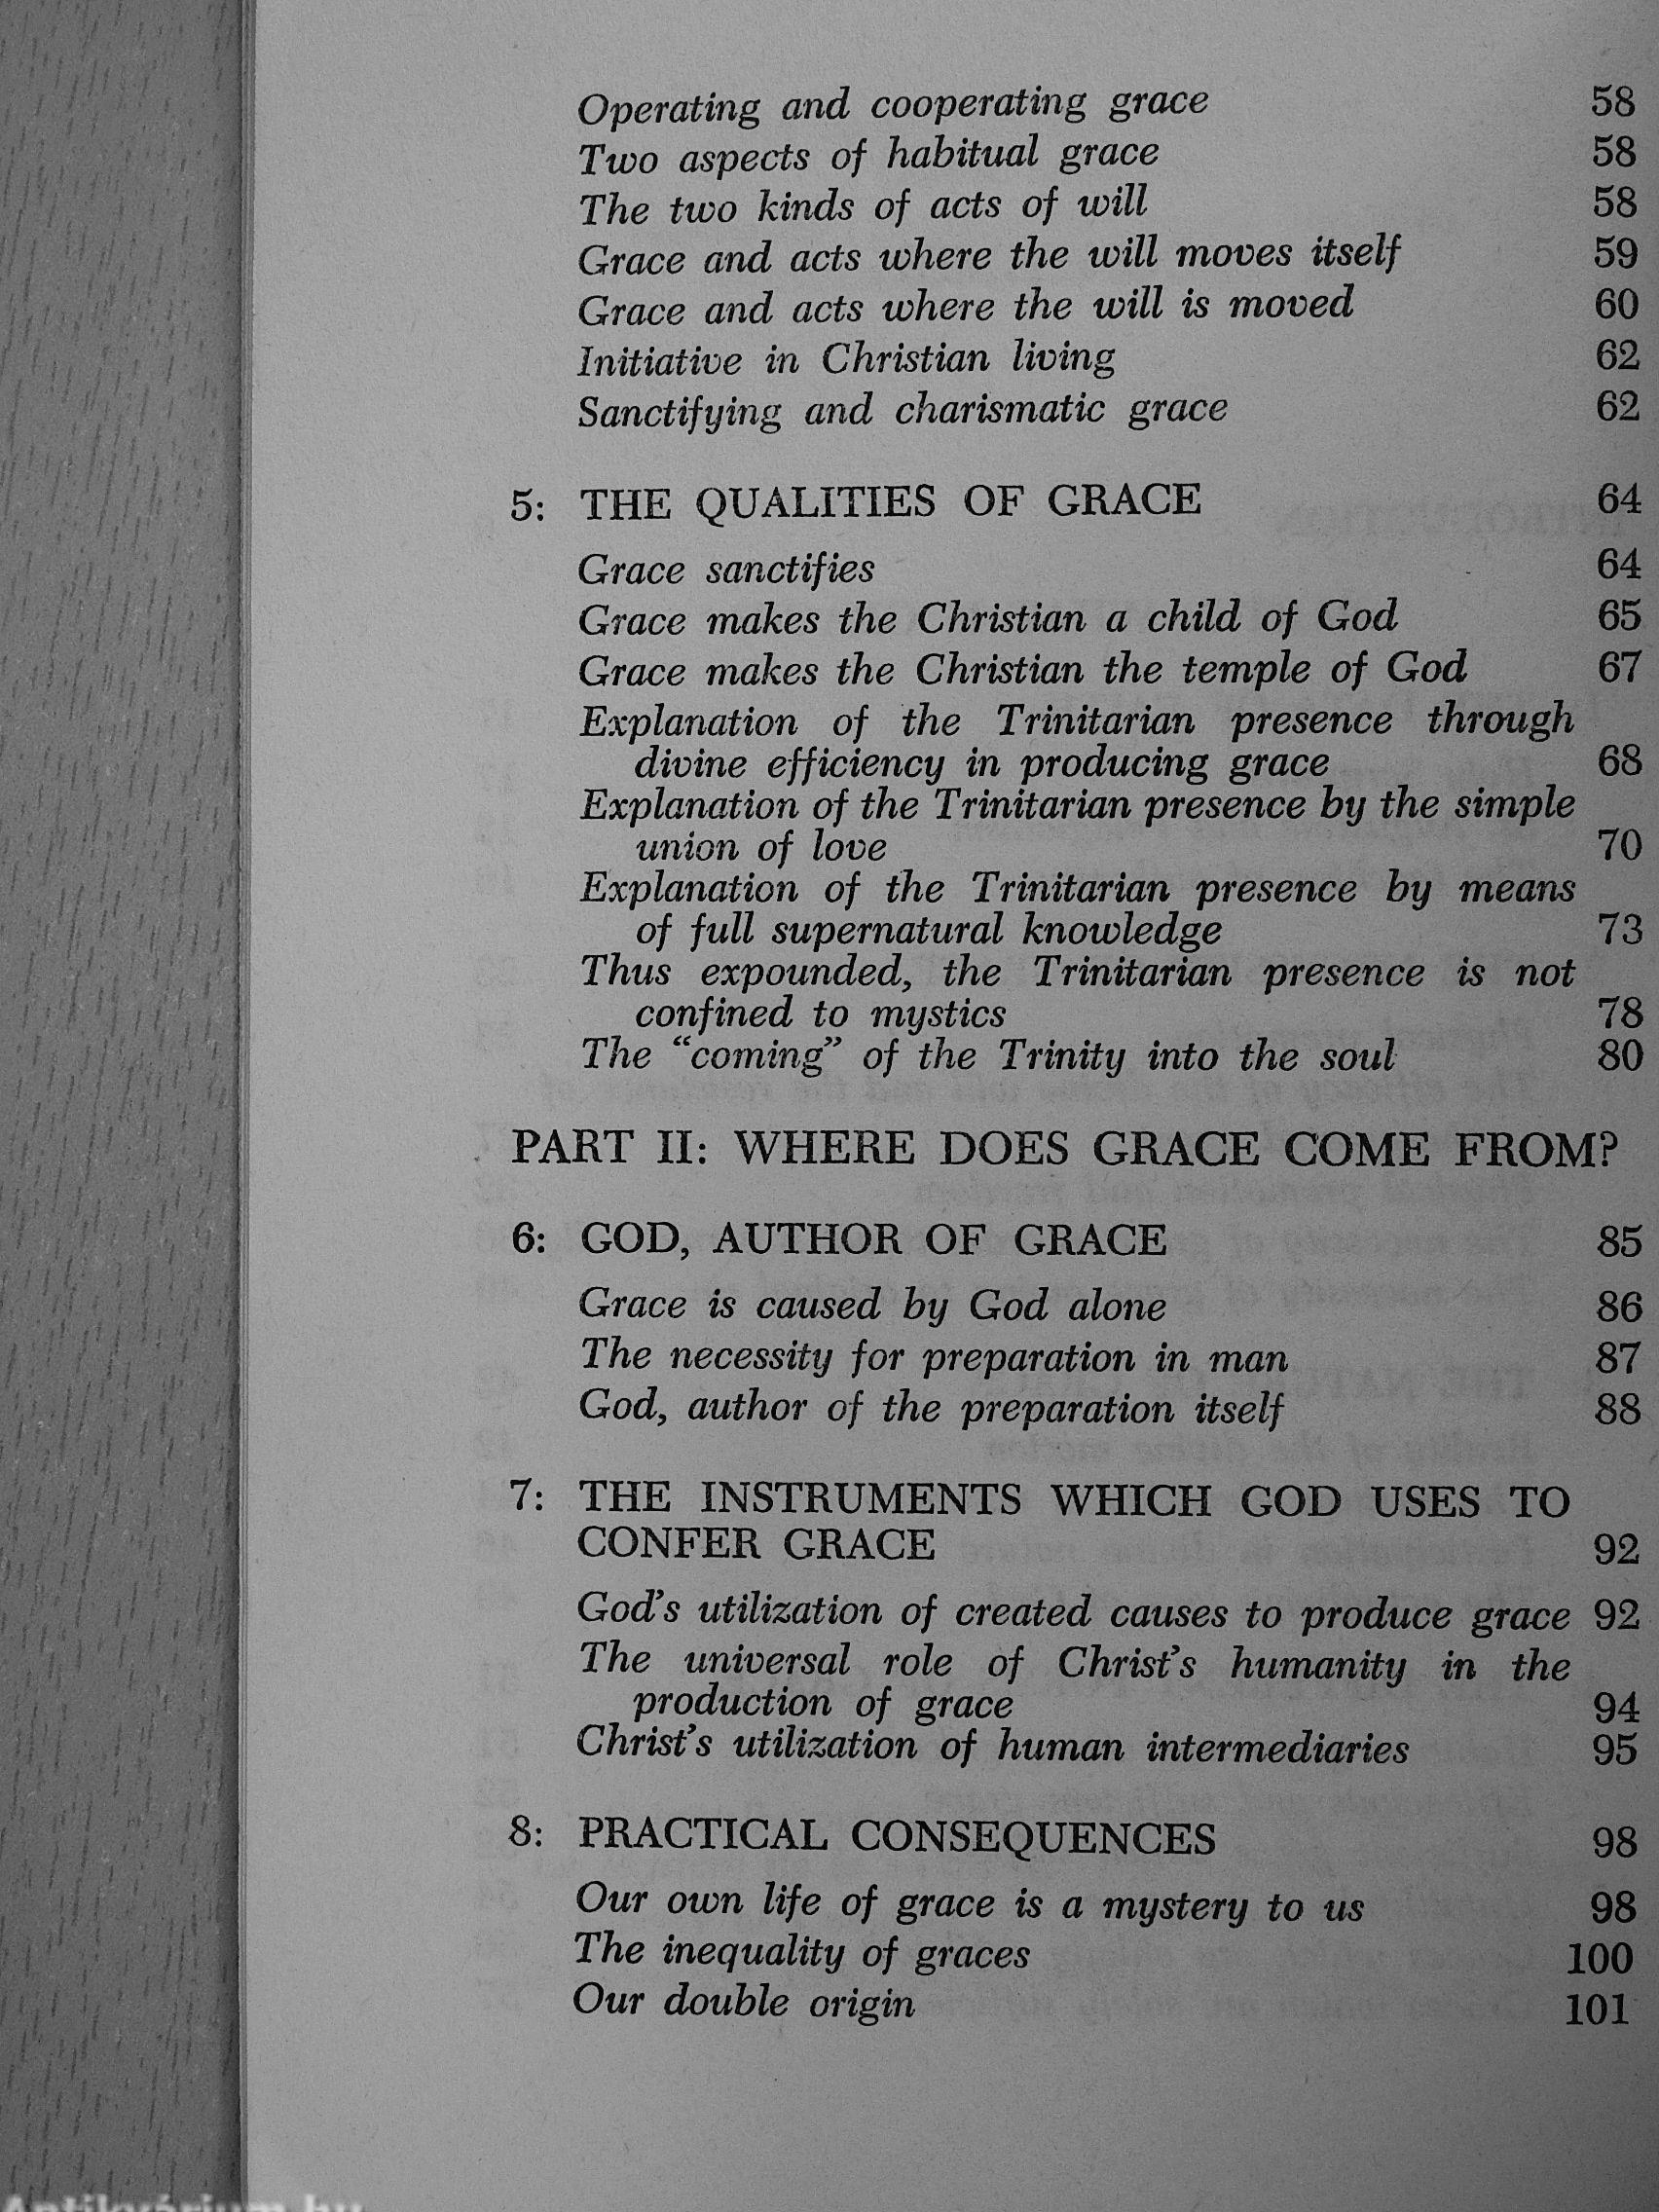 Operating and cooperating grace 58
Two aspects of habitual grace 58
The two kinds of acts of will 58
Grace and acts where the will moves itself 59
Grace and acts where the will is moved 60
Initiative in Christian living 62
Sanctifying and charismatic grace 62
5: THE QUALITIES OF GRACE 64
Grace sanctifies 64
Grace makes the Christian a child of God 65
Grace makes the Christian the temple of God 67
Explanation of the Trinitarian presence through
divine efficiency in producing grace 68
Explanation of the Trinitarian presence by the simple
union of love 70
Explanation of the Trinitarian presence by means
of full supernatural knowledge 73
Thus expounded, the Trinitarian presence is not
confined to mystics 78
The “coming” of the Trinity into the soul 80
PART II: WHERE DOES GRACE COME FROM?
6: GOD, AUTHOR OF GRACE 85
Grace is caused by God alone 86
The necessity for preparation in man 87
God, author of the preparation itself 88
7: THE INSTRUMENTS WHICH GOD USES TO
CONFER GRACE 92
God's utilization of created causes to produce grace 92
The universal role of Christ's humanity in the
production of grace 94
Christ's utilization of human intermediaries 95
8: PRACTICAL CONSEQUENCES 98
Our own life of grace is a mystery to us 98
The inequality of graces 100
Our double origin 101